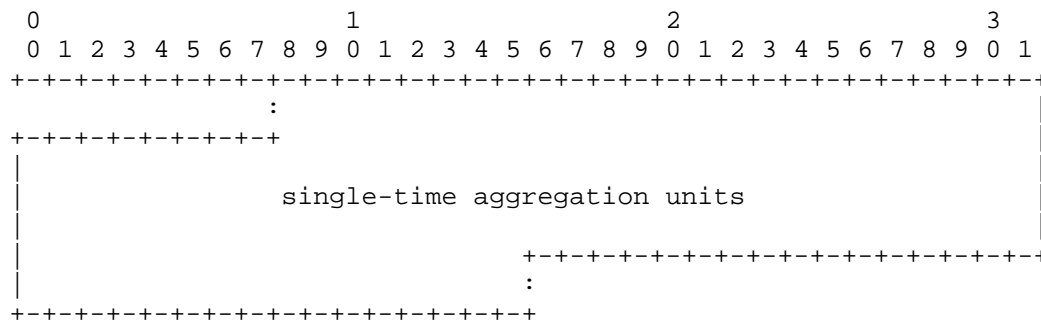 0                   1                   2                   3
0 1 2 3 4 5 6 7 8 9 0 1 2 3 4 5 6 7 8 9 0 1 2 3 4 5 6 7 8 9 0 1
+-+-+-+-+-+-+-+-+-+-+-+-+-+-+-+-+-+-+-+-+-+-+-+-+-+-+-+-+-+-+-+-+
:                                               |
+-+-+-+-+-+-+-+-+                                               |
|                                                               |
|                single-time aggregation units                  |
|                                                               |
|                               +-+-+-+-+-+-+-+-+-+-+-+-+-+-+-+-+
|                               :
+-+-+-+-+-+-+-+-+-+-+-+-+-+-+-+-+